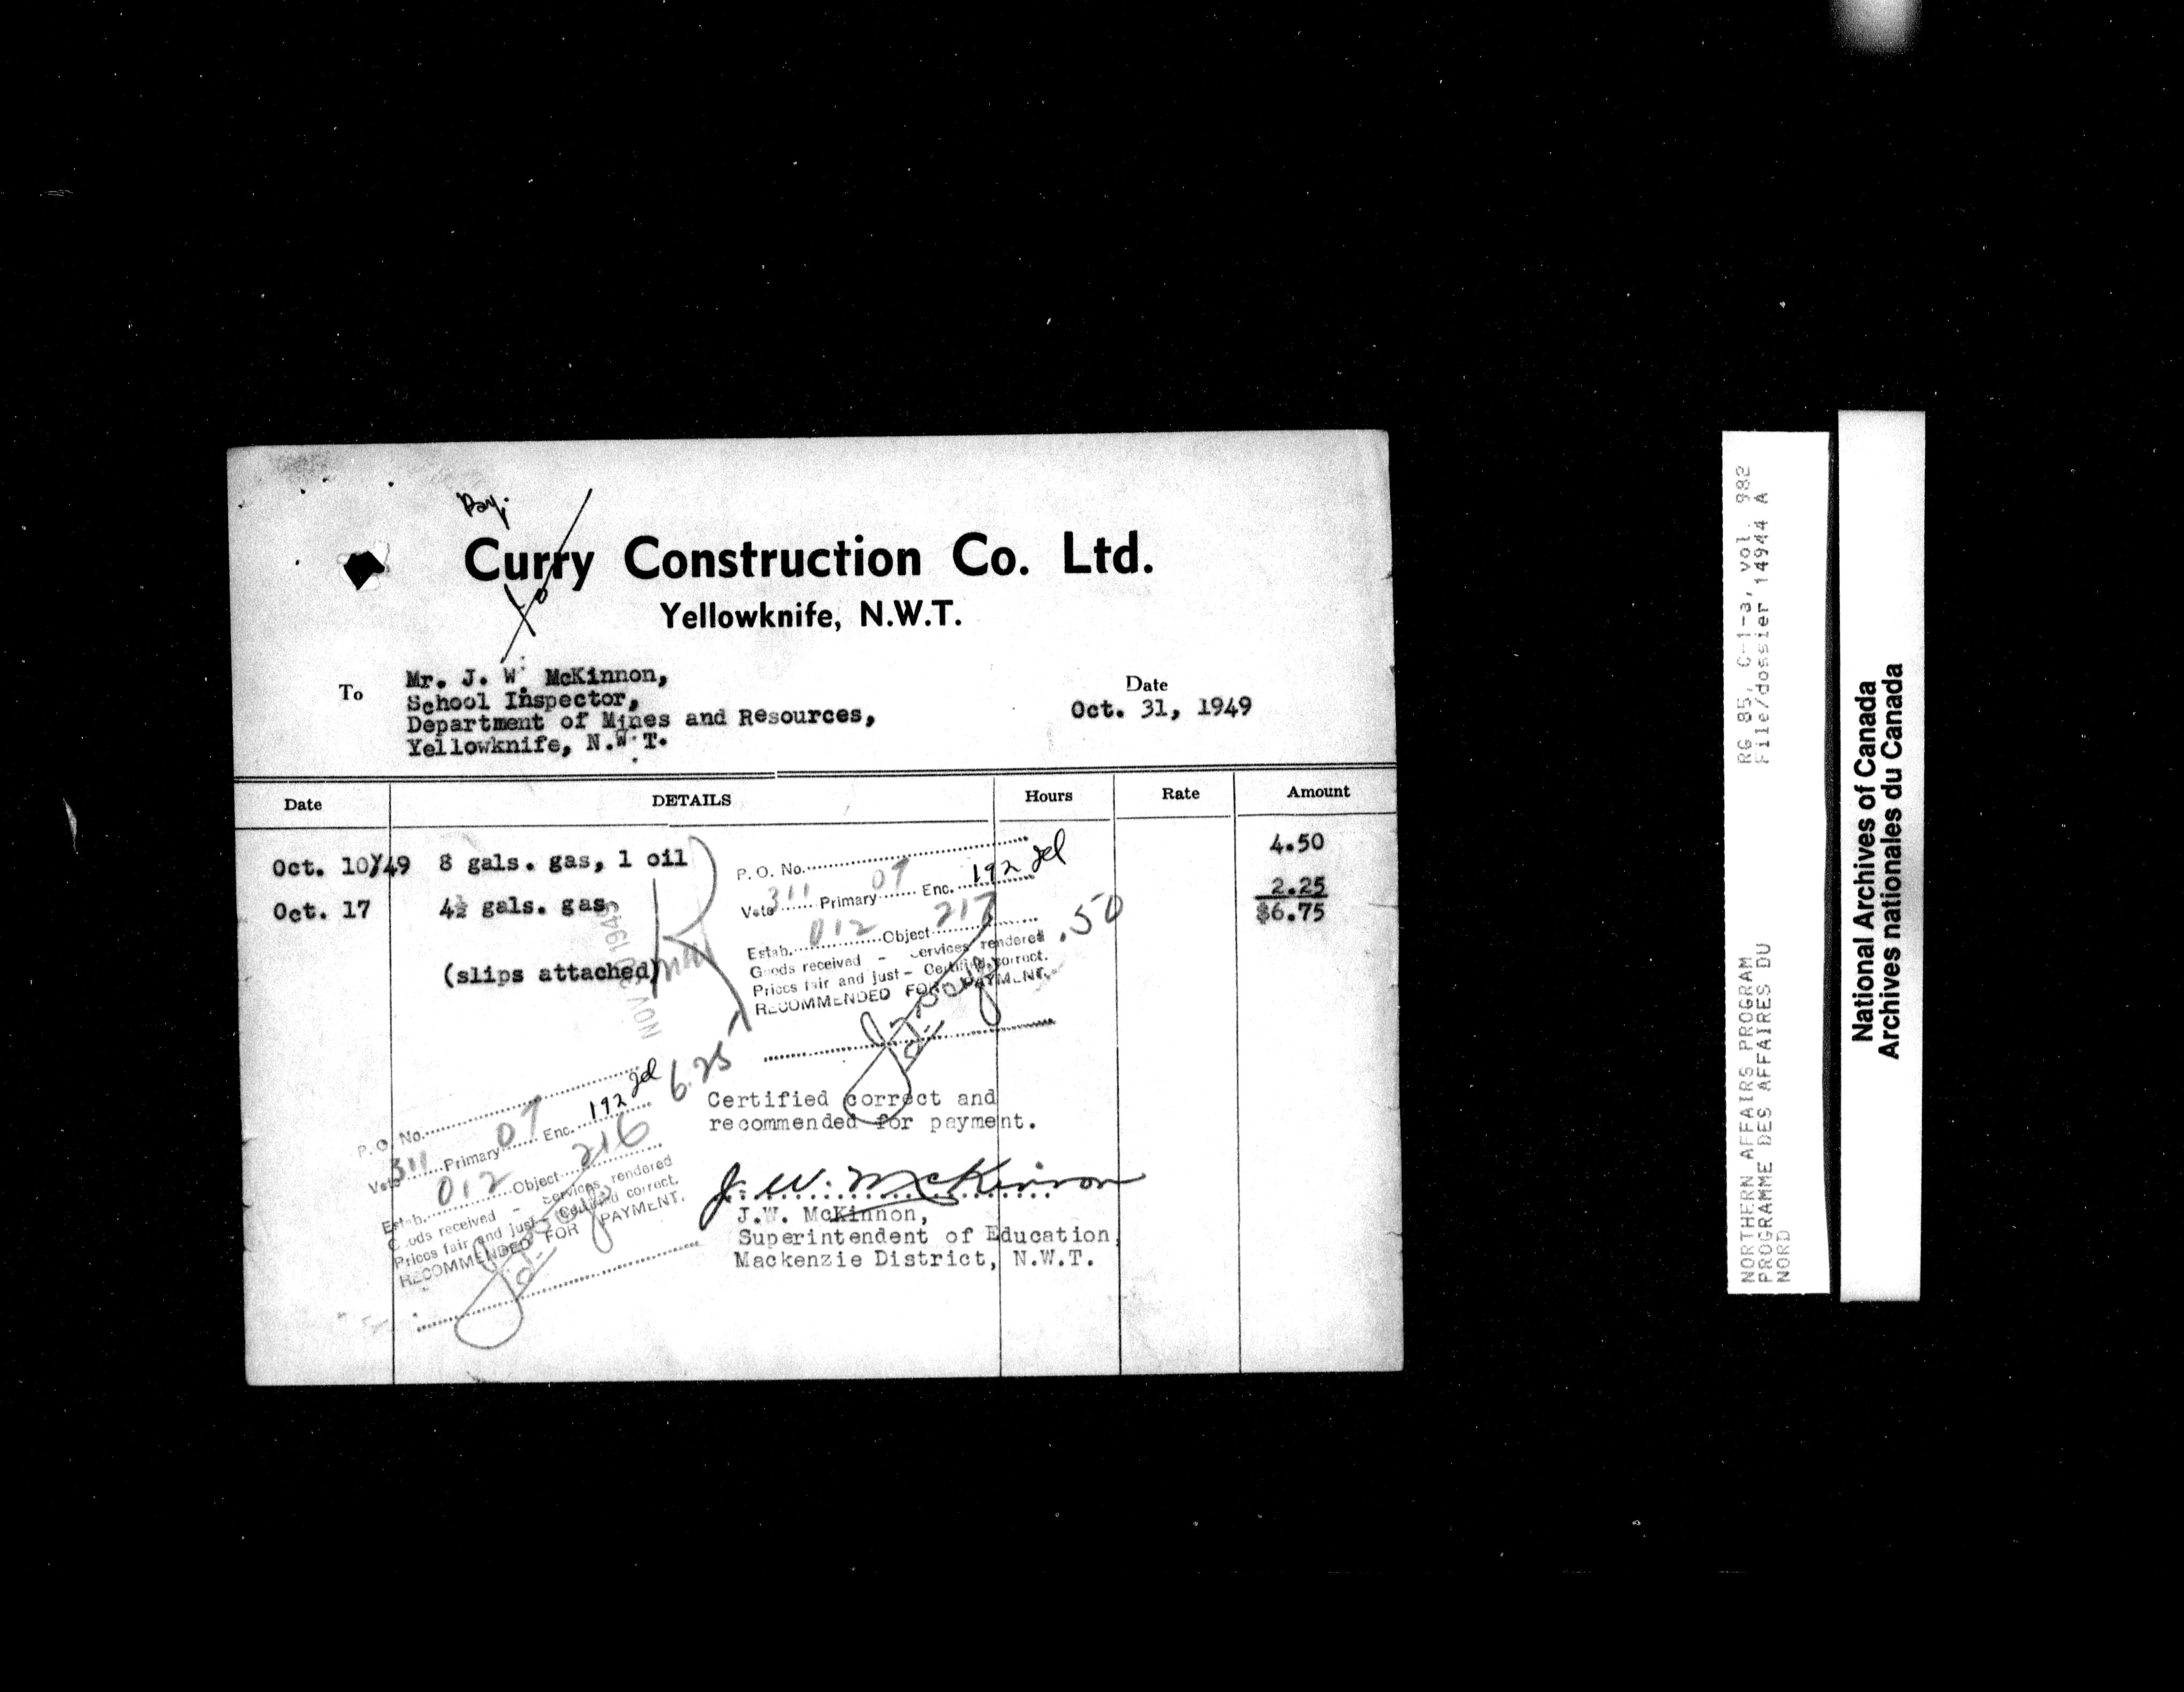 Pay:
Curry Construction Co. Ltd.
Yellowknife, N.W.T.
To
Mr. J. W. McKinnon,
School Inspector,
Department of Mines and Resources,
Yellowknife, N.W.T.
Date
Oct. 31, 1949
Date DETAILS Hours Rate Amount
Oct. 10/49 8 gals. gas, 1 oil 4.50
Oct. 17 4½ gals. gas 2.25
$6.75
(slips attached)
NOV 1949
P. O. No.
Vote 311 Primary 07 Enc. 192
Estab. 012 Object 217 .50
Goods received - Services rendered
Prices fair and just - Certified correct.
RECOMMENDED FOR PAYMENT.
6.25
P. O. No.
Vote 311 Primary 07 Enc. 192
Estab. 012 Object 216
Goods received - Services rendered
Prices fair and just - Certified correct.
RECOMMENDED FOR PAYMENT.
Certified correct and
recommended for payment.
J. W. McKinnon
J.W. McKinnon,
Superintendent of Education,
Mackenzie District, N.W.T.
RG 85, C-1-a, vol. 982
File/dossier 14944 A
NORTHERN AFFAIRS PROGRAM
PROGRAMME DES AFFAIRES DU
NORD
National Archives of Canada
Archives nationales du Canada